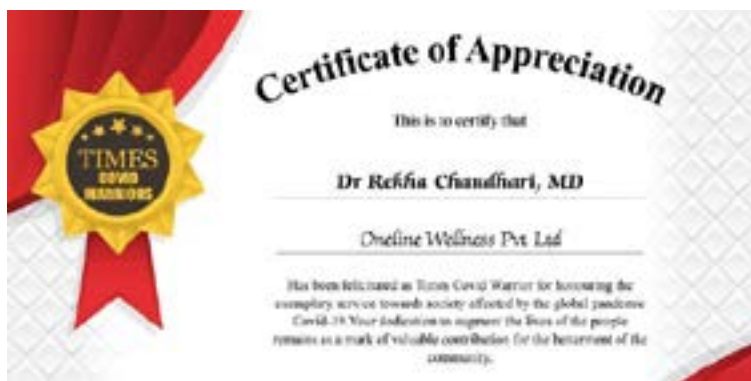 Certificate of Appreciation
This is to certify that
TIMES
COVID
WARRIORS
Dr Rekha Chaudhari, MD
Oneline Wellness Pvt Ltd
Has been felicitated as Times Covid Warrior for honouring the
exemplary service towards society affected by the global pandemic
Covid-19. Your dedication to augment the lives of the people
remains as a mark of valuable contribution for the betterment of the
community.